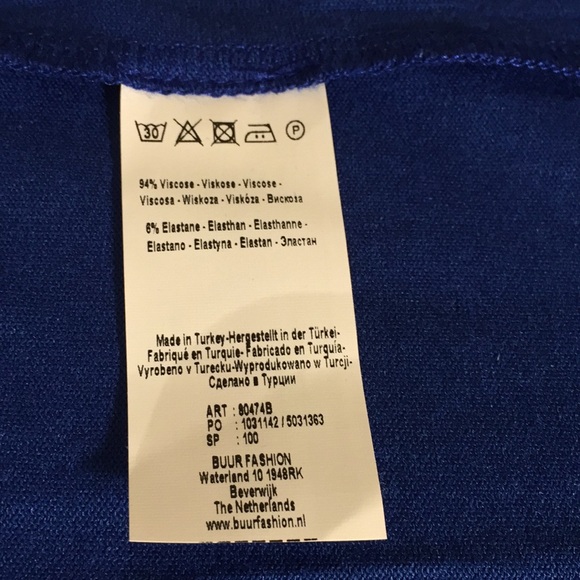 30 P
94% Viscose - Viskose - Viscose -
Viscosa - Wiskoza - Viskóza - Вискоза
6% Elastane - Elasthan - Elasthanne -
Elastano - Elastyna - Elastan - Эластан
Made in Turkey-Hergestellt in der Türkej-
Fabriqué en Turquie- Fabricado en Turquia-
Vyrobeno v Turecku-Wyprodukowano w Turcji-
Сделано в Турции
ART : 80474B
PO : 1031142 / 5031363
SP : 100
BUUR FASHION
Waterland 10 1948RK
Beverwijk
The Netherlands
www.buurfashion.nl